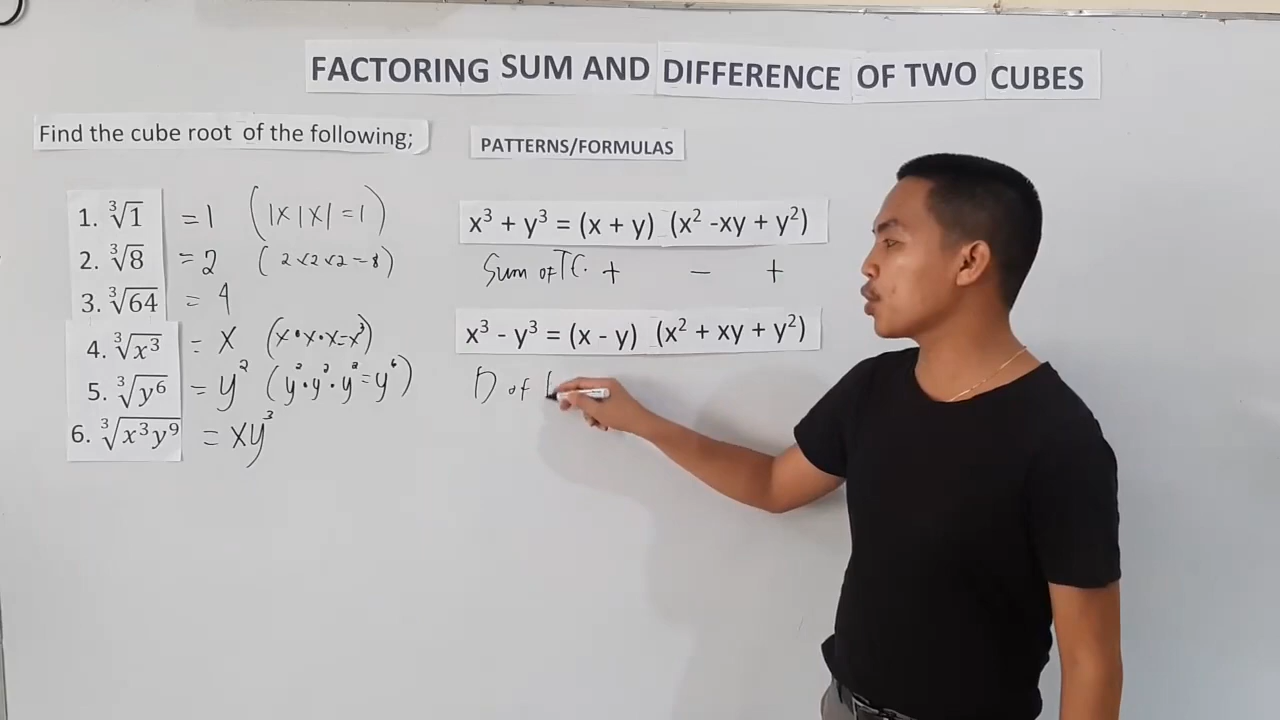 FACTORING SUM AND DIFFERENCE OF TWO CUBES
Find the cube root of the following;
1. ∛1 = 1 (1x1x1=1)
2. ∛8 = 2 (2x2x2=8)
3. ∛64 = 4
4. ∛x³ = x (x·x·x=x³)
5. ∛y⁶ = y² (y²·y²·y²=y⁶)
6. ∛x³y⁹ = xy³
PATTERNS/FORMULAS
x³ + y³ = (x + y) (x² -xy + y²)
Sum of TC. + - +
x³ - y³ = (x - y) (x² + xy + y²)
D of